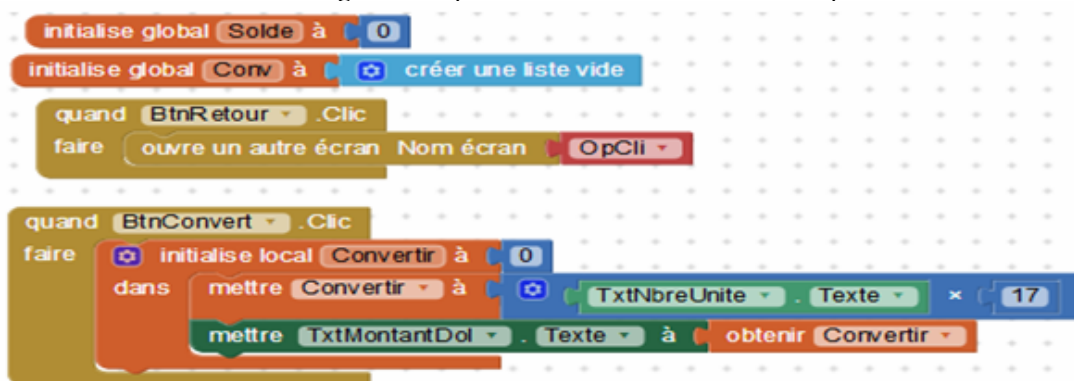 initialise global Solde à 0
initialise global Conv à créer une liste vide
quand BtnRetour .Clic
faire ouvre un autre écran Nom écran OpCli
quand BtnConvert .Clic
faire initialise local Convertir à 0
dans mettre Convertir à TxtNbreUnite . Texte × 17
mettre TxtMontantDol . Texte à obtenir Convertir